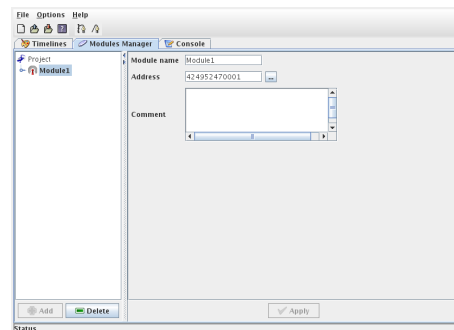 File Options Help
Timelines Modules Manager Console
Project
Module1
Module name Module1
Address 424952470001 ...
Comment
Add Delete Apply
Status